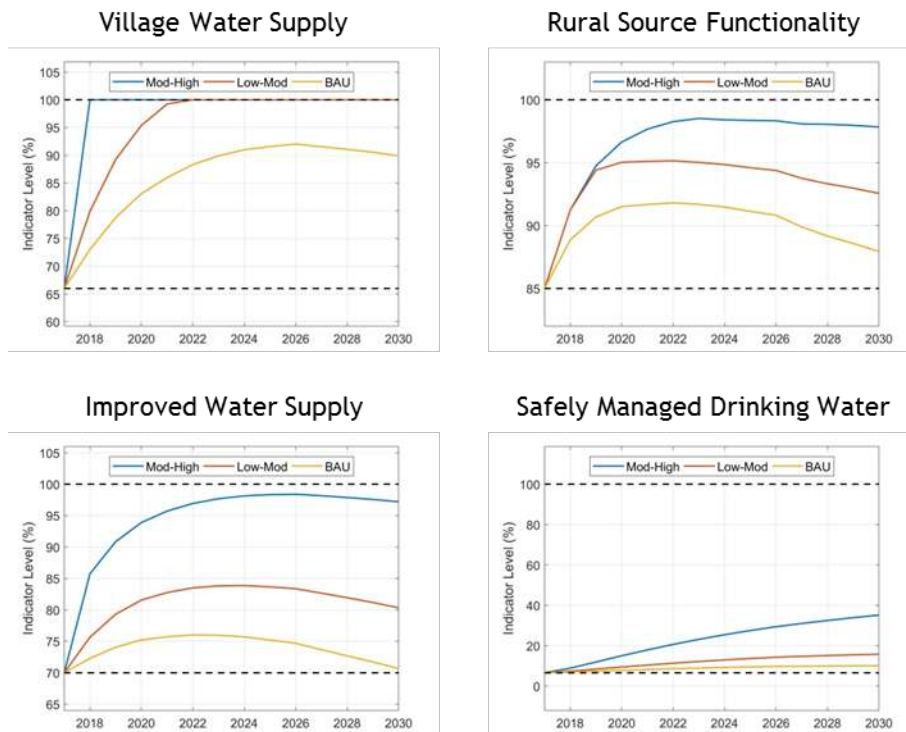 Village Water Supply
Mod-High Low-Mod BAU
105
100
95
90
85
80
75
70
65
60
Indicator Level (%)
2018 2020 2022 2024 2026 2028 2030
Rural Source Functionality
Mod-High Low-Mod BAU
100
95
90
85
Indicator Level (%)
2018 2020 2022 2024 2026 2028 2030
Improved Water Supply
Mod-High Low-Mod BAU
105
100
95
90
85
80
75
70
65
Indicator Level (%)
2018 2020 2022 2024 2026 2028 2030
Safely Managed Drinking Water
Mod-High Low-Mod BAU
100
80
60
40
20
0
Indicator Level (%)
2018 2020 2022 2024 2026 2028 2030